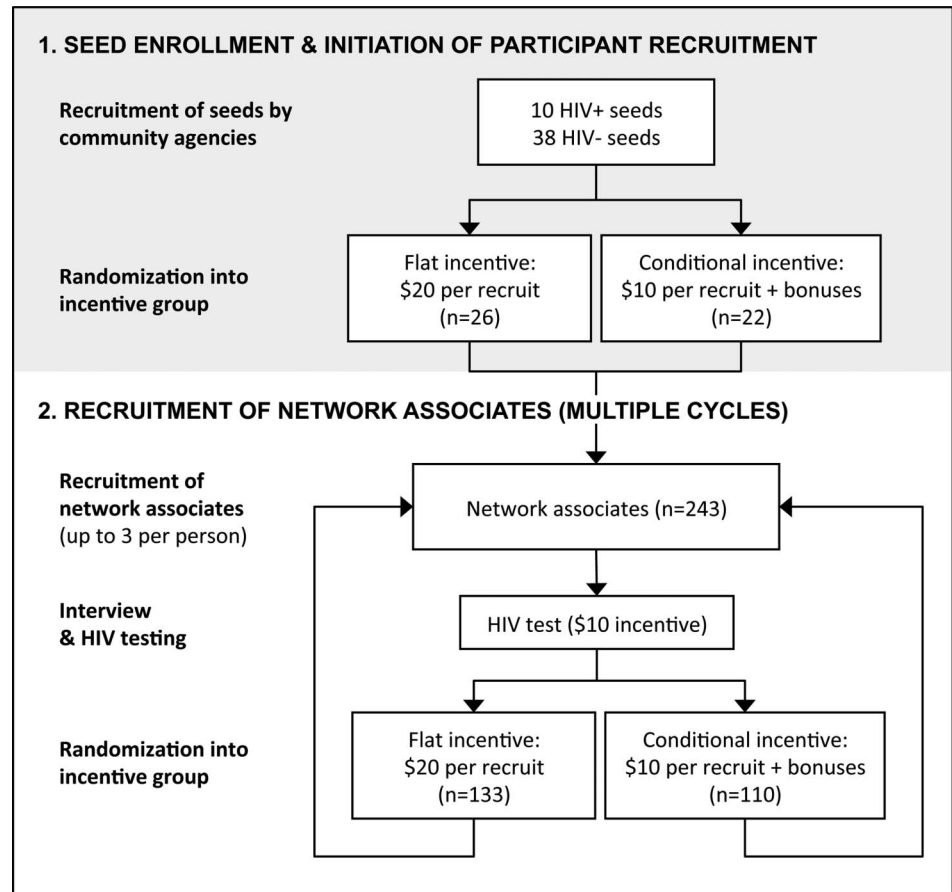 1. SEED ENROLLMENT & INITIATION OF PARTICIPANT RECRUITMENT
Recruitment of seeds by
community agencies
10 HIV+ seeds
38 HIV- seeds
Randomization into
incentive group
Flat incentive:
$20 per recruit
(n=26)
Conditional incentive:
$10 per recruit + bonuses
(n=22)
2. RECRUITMENT OF NETWORK ASSOCIATES (MULTIPLE CYCLES)
Recruitment of
network associates
(up to 3 per person)
Network associates (n=243)
Interview
& HIV testing
HIV test ($10 incentive)
Randomization into
incentive group
Flat incentive:
$20 per recruit
(n=133)
Conditional incentive:
$10 per recruit + bonuses
(n=110)